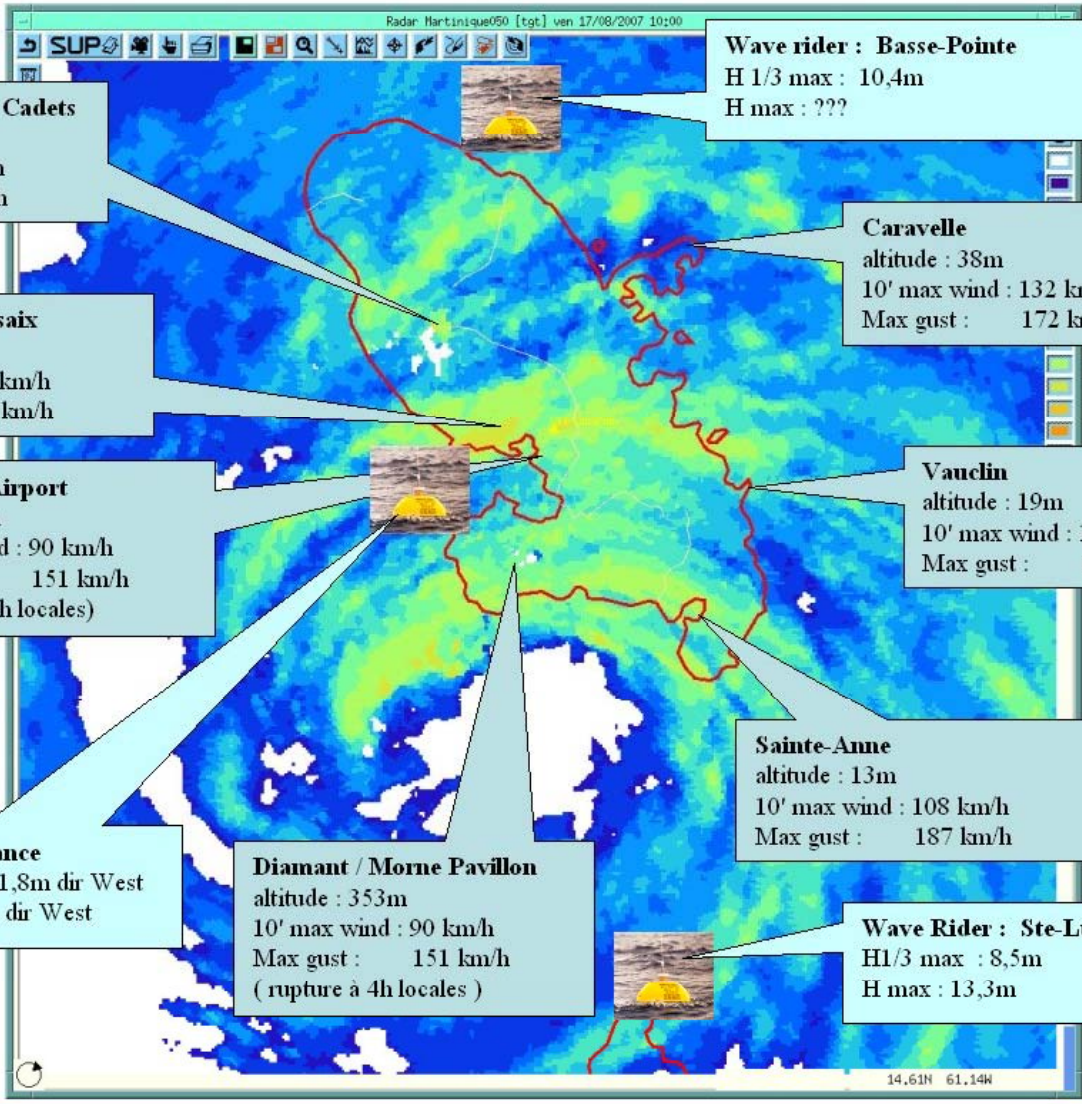 Radar Martinique050 [tgt] ven 17/08/2007 10:00
SUP
Wave rider : Basse-Pointe
H 1/3 max : 10,4m
H max : ???
Cadets
Caravelle
altitude : 38m
10' max wind : 132 km
Max gust : 172 km
saix
km/h
km/h
Airport
d : 90 km/h
151 km/h
h locales)
Vauclin
altitude : 19m
10' max wind :
Max gust :
Sainte-Anne
altitude : 13m
10' max wind : 108 km/h
Max gust : 187 km/h
ance
1,8m dir West
dir West
Diamant / Morne Pavillon
altitude : 353m
10' max wind : 90 km/h
Max gust : 151 km/h
( rupture à 4h locales )
Wave Rider : Ste-Lu
H1/3 max : 8,5m
H max : 13,3m
14.61N 61.14W